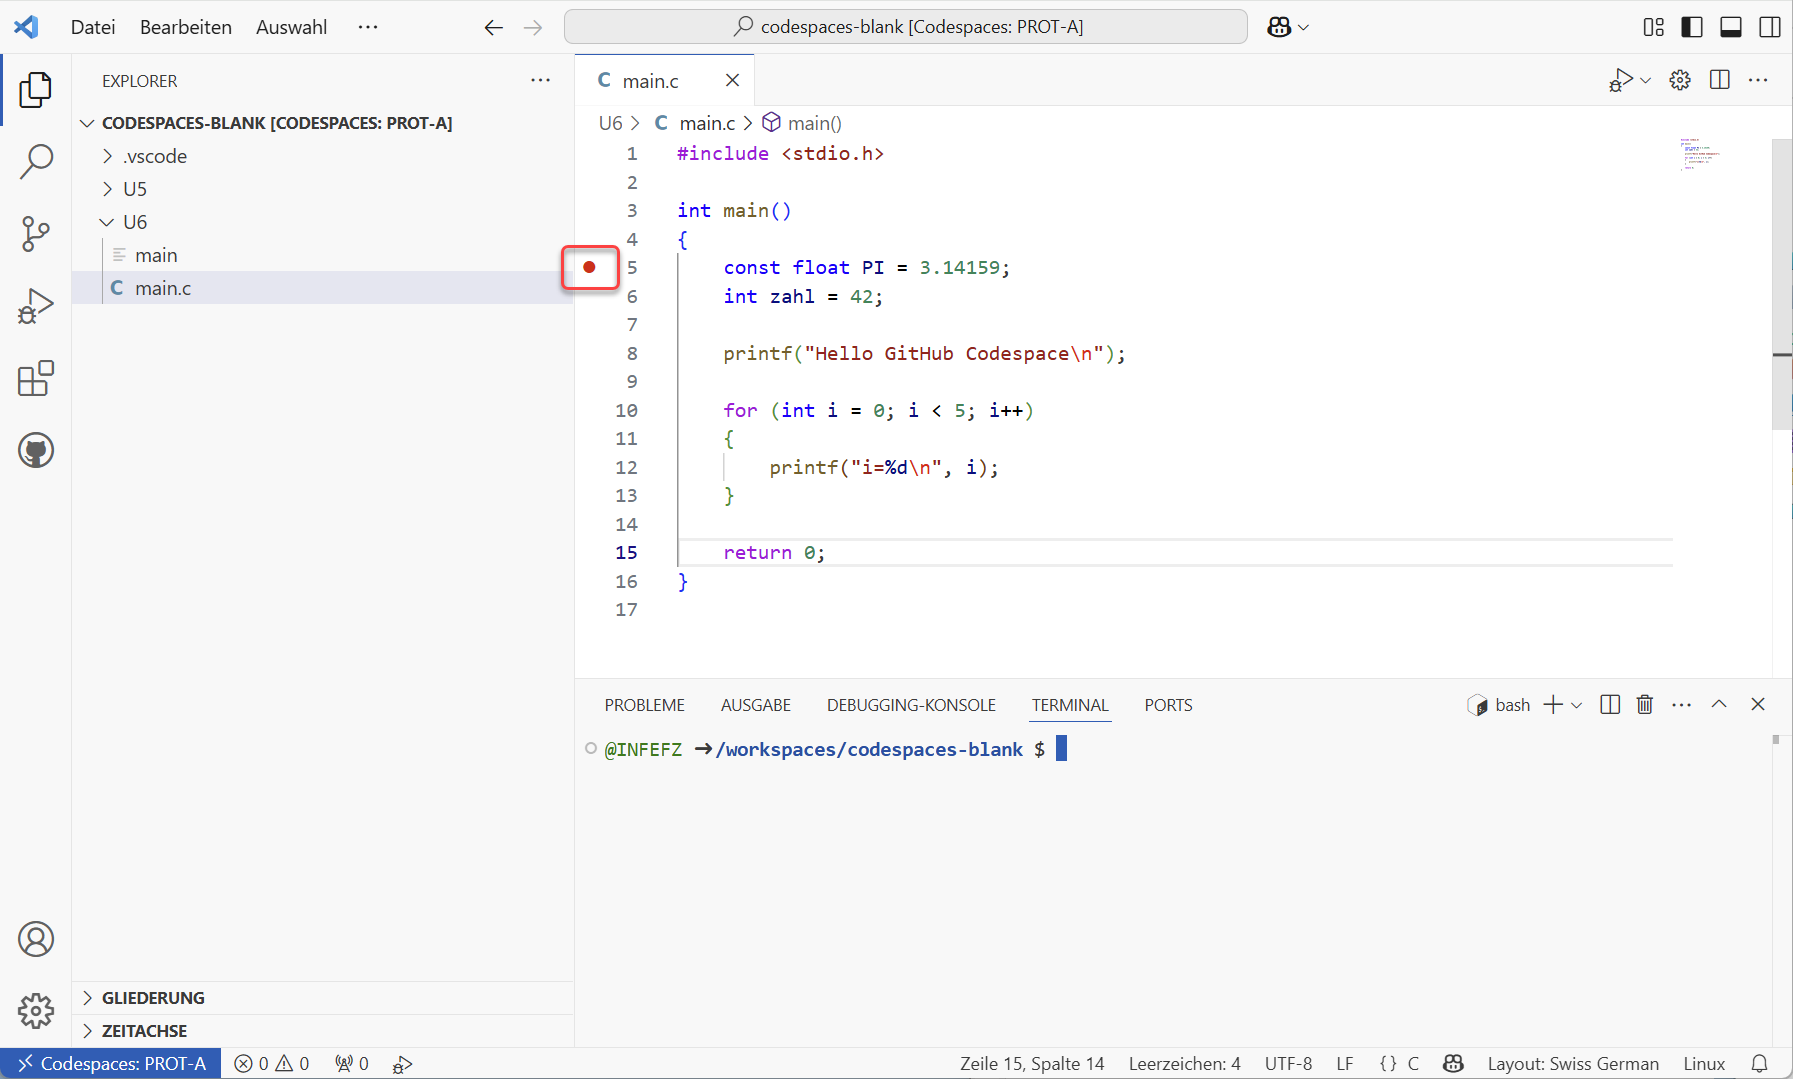 Datei Bearbeiten Auswahl ···
codespaces-blank [Codespaces: PROT-A]
EXPLORER
CODESPACES-BLANK [CODESPACES: PROT-A]
.vscode
U5
U6
main
C main.c
C main.c
U6 > C main.c > main()
1 #include <stdio.h>
2
3 int main()
4 {
5 const float PI = 3.14159;
6 int zahl = 42;
7
8 printf("Hello GitHub Codespace\n");
9
10 for (int i = 0; i < 5; i++)
11 {
12 printf("i=%d\n", i);
13 }
14
15 return 0;
16 }
17
PROBLEME AUSGABE DEBUGGING-KONSOLE TERMINAL PORTS
bash
@INFEFZ ➜/workspaces/codespaces-blank $
GLIEDERUNG
ZEITACHSE
Codespaces: PROT-A 0 0 0 Zeile 15, Spalte 14 Leerzeichen: 4 UTF-8 LF {} C Layout: Swiss German Linux